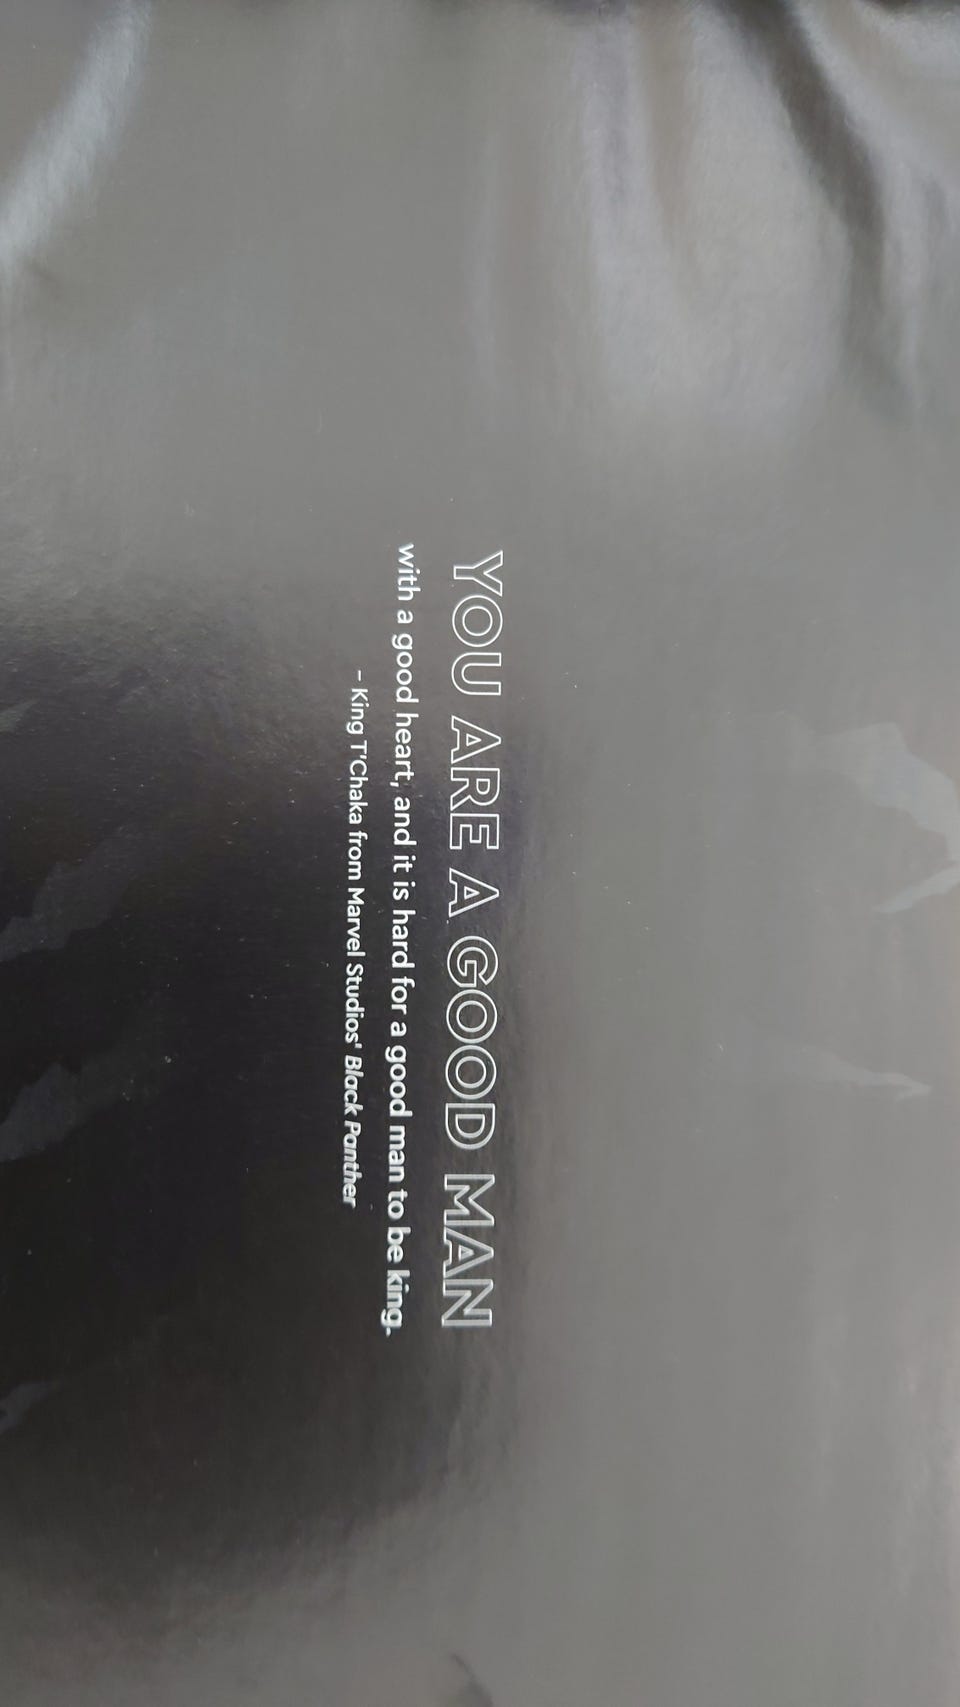 YOU ARE A GOOD MAN
with a good heart, and it is hard for a good man to be king.
– King T'Chaka from Marvel Studios' Black Panther